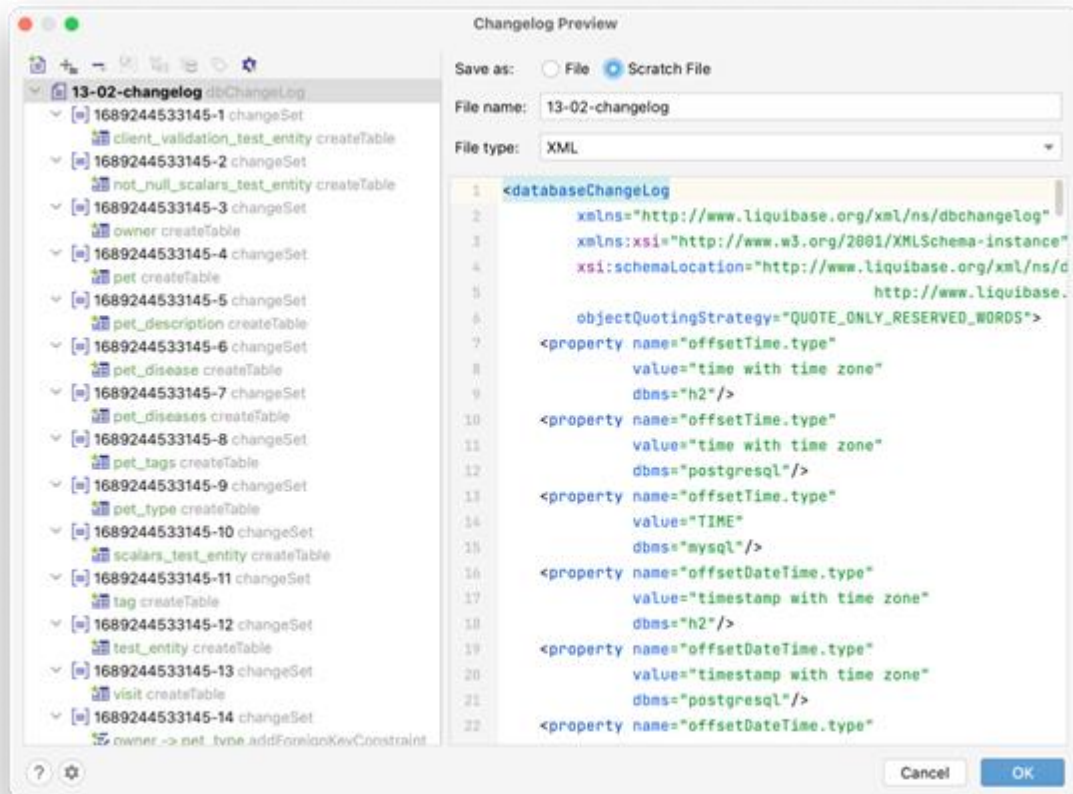 Changelog Preview
13-02-changelog dbChangeLog
1689244533145-1 changeSet
client_validation_test_entity createTable
1689244533145-2 changeSet
not_null_scalars_test_entity createTable
1689244533145-3 changeSet
owner createTable
1689244533145-4 changeSet
pet createTable
1689244533145-5 changeSet
pet_description createTable
1689244533145-6 changeSet
pet_disease createTable
1689244533145-7 changeSet
pet_diseases createTable
1689244533145-8 changeSet
pet_tags createTable
1689244533145-9 changeSet
pet_type createTable
1689244533145-10 changeSet
scalars_test_entity createTable
1689244533145-11 changeSet
tag createTable
1689244533145-12 changeSet
test_entity createTable
1689244533145-13 changeSet
visit createTable
1689244533145-14 changeSet
owner -> pet_type addForeignKeyConstraint
Save as: File Scratch File
File name: 13-02-changelog
File type: XML
1 <databaseChangeLog
2 xmlns="http://www.liquibase.org/xml/ns/dbchangelog"
3 xmlns:xsi="http://www.w3.org/2001/XMLSchema-instance"
4 xsi:schemaLocation="http://www.liquibase.org/xml/ns/d
5 http://www.liquibase.
6 objectQuotingStrategy="QUOTE_ONLY_RESERVED_WORDS">
7 <property name="offsetTime.type"
8 value="time with time zone"
9 dbms="h2"/>
10 <property name="offsetTime.type"
11 value="time with time zone"
12 dbms="postgresql"/>
13 <property name="offsetTime.type"
14 value="TIME"
15 dbms="mysql"/>
16 <property name="offsetDateTime.type"
17 value="timestamp with time zone"
18 dbms="h2"/>
19 <property name="offsetDateTime.type"
20 value="timestamp with time zone"
21 dbms="postgresql"/>
22 <property name="offsetDateTime.type"
?
Cancel
OK